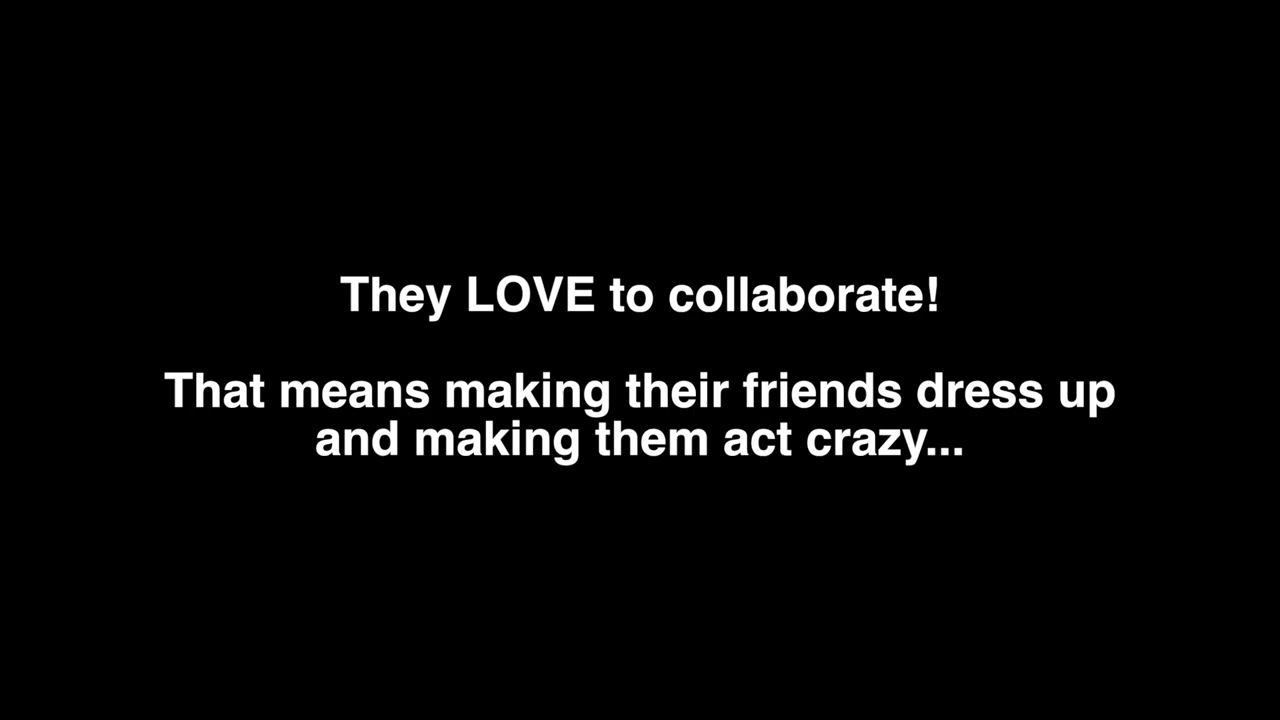 They LOVE to collaborate!
That means making their friends dress up
and making them act crazy...